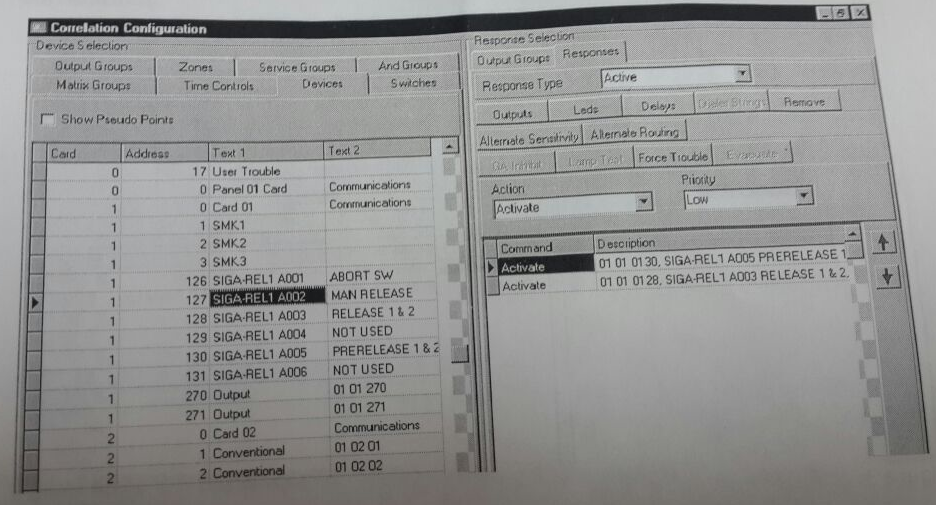 Correlation Configuration
Device Selection
Output Groups Zones Service Groups And Groups
Matrix Groups Time Controls Devices Switches
Show Pseudo Points
Card Address Text 1 Text 2
0 17 User Trouble
0 0 Panel 01 Card Communications
1 0 Card 01 Communications
1 1 SMK1
1 2 SMK2
1 3 SMK3
1 126 SIGA-REL1 A001 ABORT SW
1 127 SIGA-REL1 A002 MAN RELEASE
1 128 SIGA-REL1 A003 RELEASE 1 & 2
1 129 SIGA-REL1 A004 NOT USED
1 130 SIGA-REL1 A005 PRERELEASE 1 & 2
1 131 SIGA-REL1 A006 NOT USED
1 270 Output 01 01 270
1 271 Output 01 01 271
2 0 Card 02 Communications
2 1 Conventional 01 02 01
2 2 Conventional 01 02 02
Response Selection
Output Groups Responses
Response Type Active
Outputs Leds Delays Dialer Strings Remove
Alternate Sensitivity Alternate Routing
GA Inhibit Lamp Test Force Trouble Evacuate
Action Priority
Activate Low
Command Description
Activate 01 01 0130, SIGA-REL1 A005 PRERELEASE 1
Activate 01 01 0128, SIGA-REL1 A003 RELEASE 1 & 2,